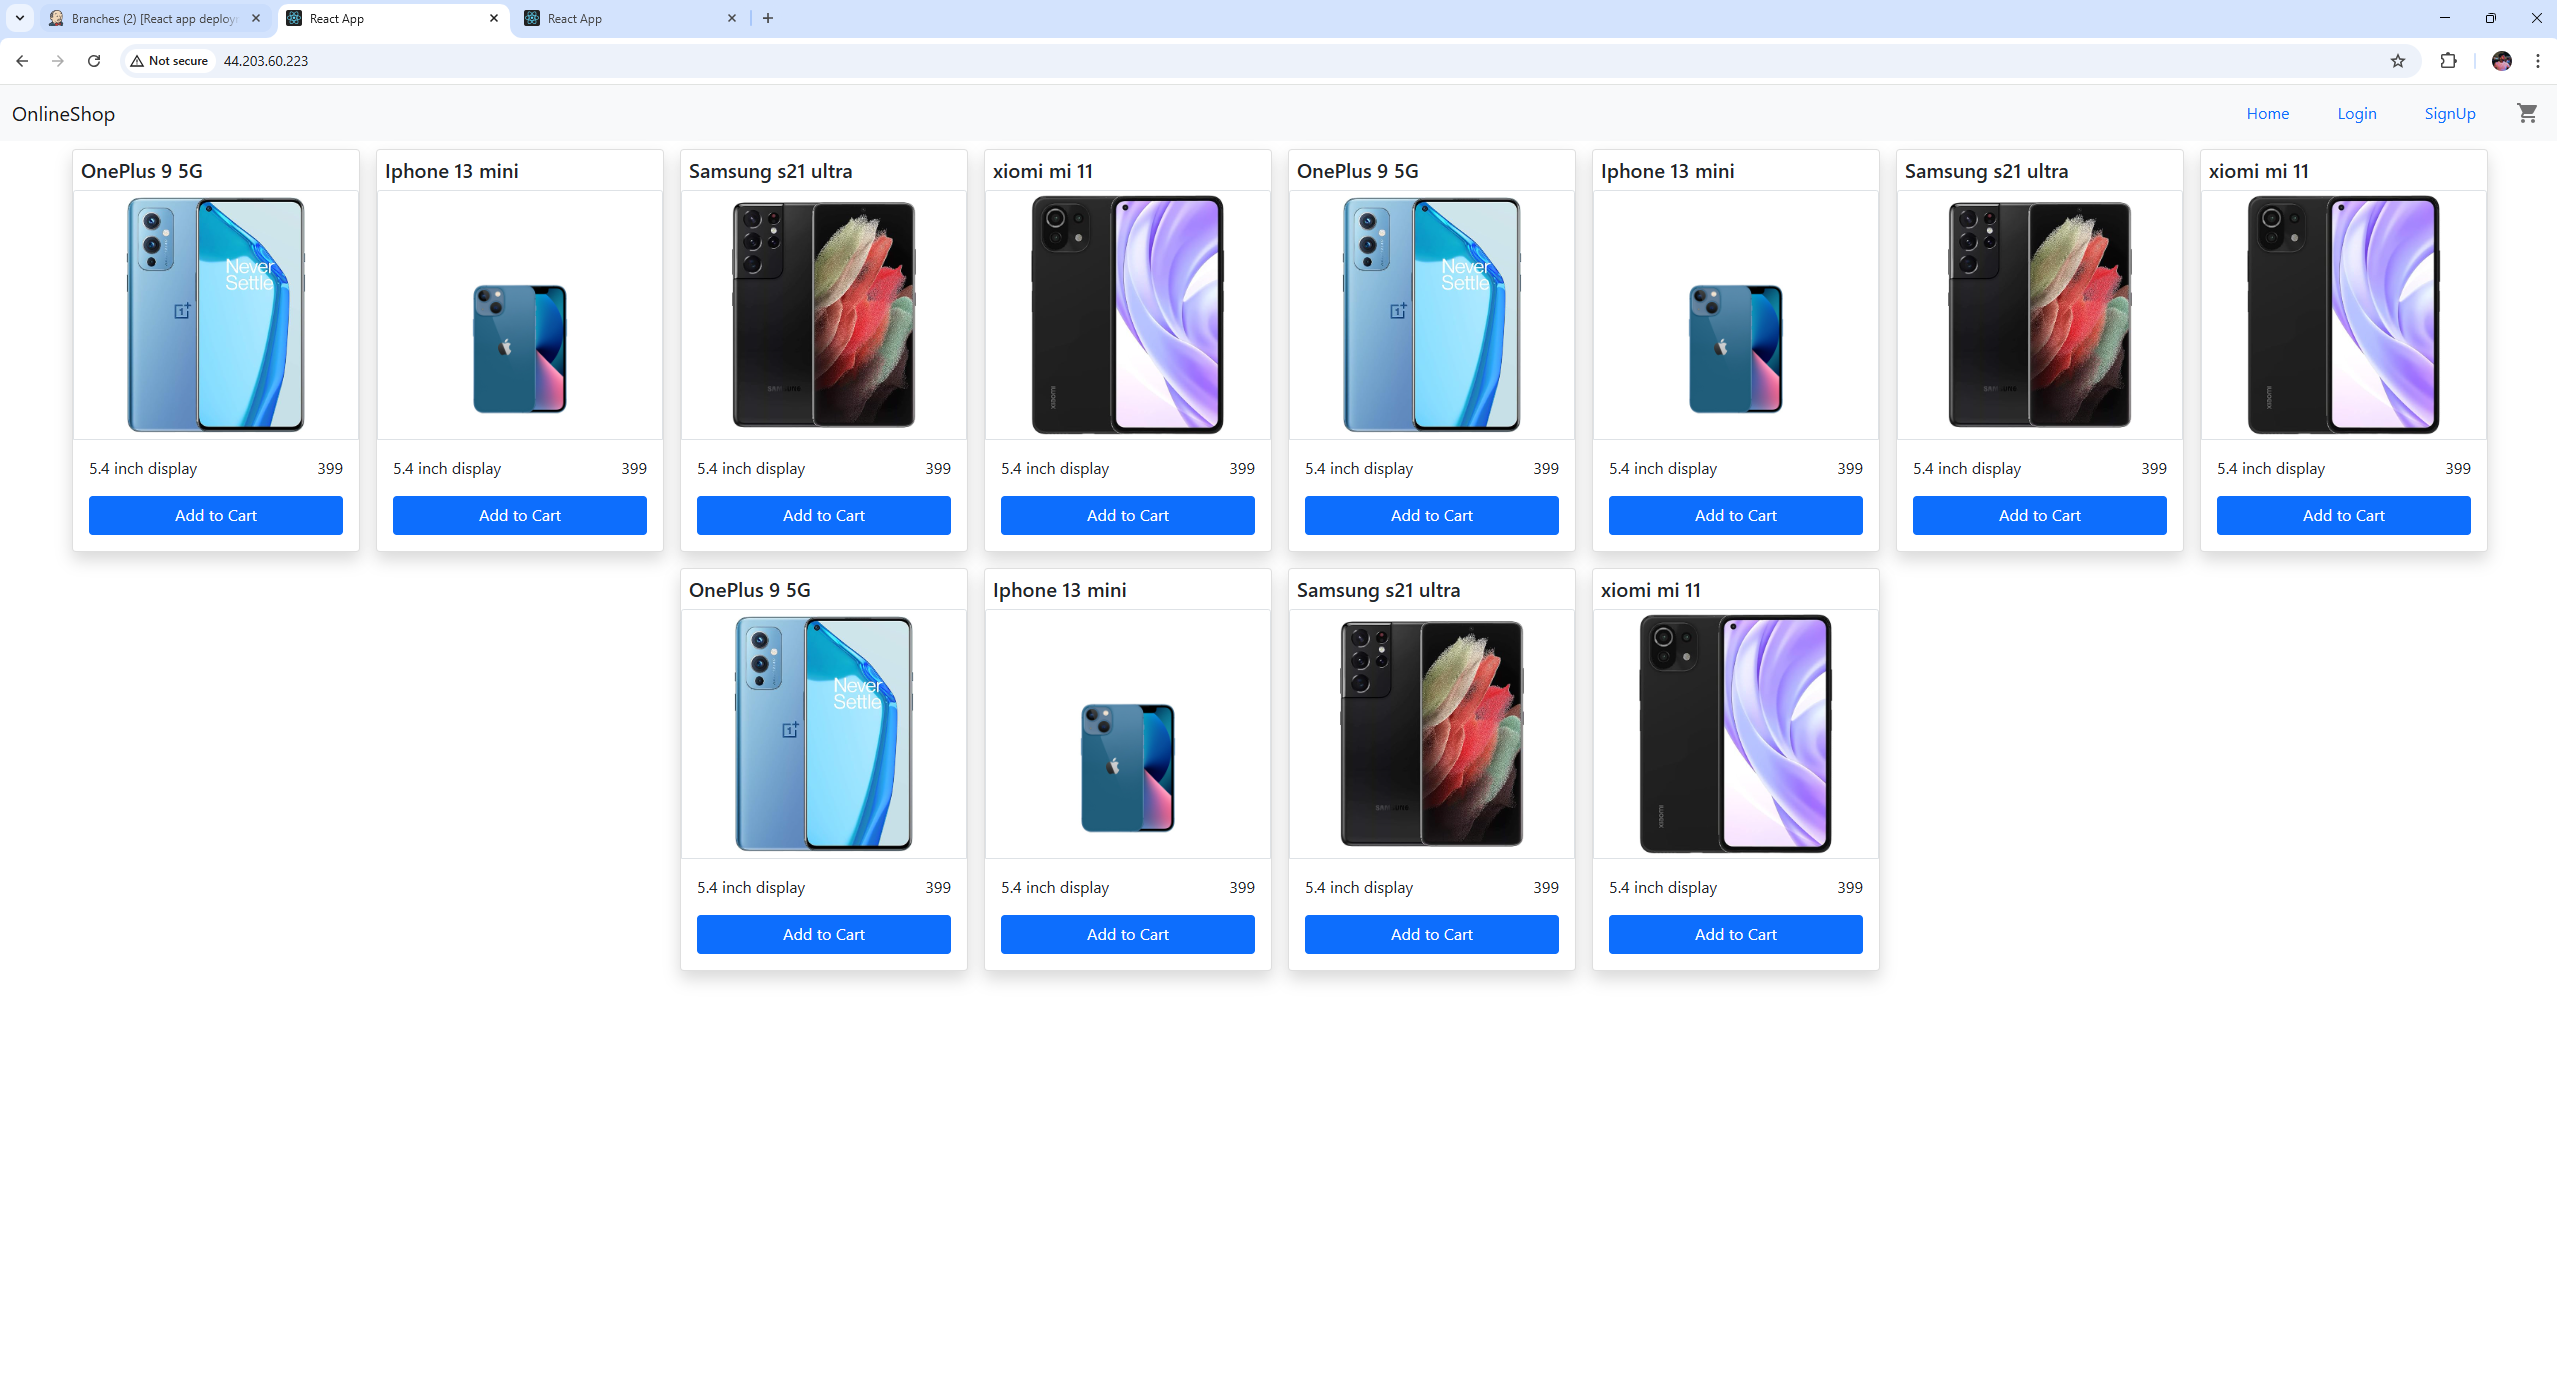 Branches (2) [React app deployn
React App
React App
Not secure
44.203.60.223
OnlineShop
Home Login SignUp
OnePlus 9 5G Iphone 13 mini Samsung s21 ultra xiomi mi 11 OnePlus 9 5G Iphone 13 mini Samsung s21 ultra xiomi mi 11
Never Never
Settle Settle
SAMSUNG SAMSUNG
XIAOMI XIAOMI
5.4 inch display 399 5.4 inch display 399 5.4 inch display 399 5.4 inch display 399 5.4 inch display 399 5.4 inch display 399 5.4 inch display 399 5.4 inch display 399
Add to Cart Add to Cart Add to Cart Add to Cart Add to Cart Add to Cart Add to Cart Add to Cart
OnePlus 9 5G Iphone 13 mini Samsung s21 ultra xiomi mi 11
Never
Settle
SAMSUNG
XIAOMI
5.4 inch display 399 5.4 inch display 399 5.4 inch display 399 5.4 inch display 399
Add to Cart Add to Cart Add to Cart Add to Cart